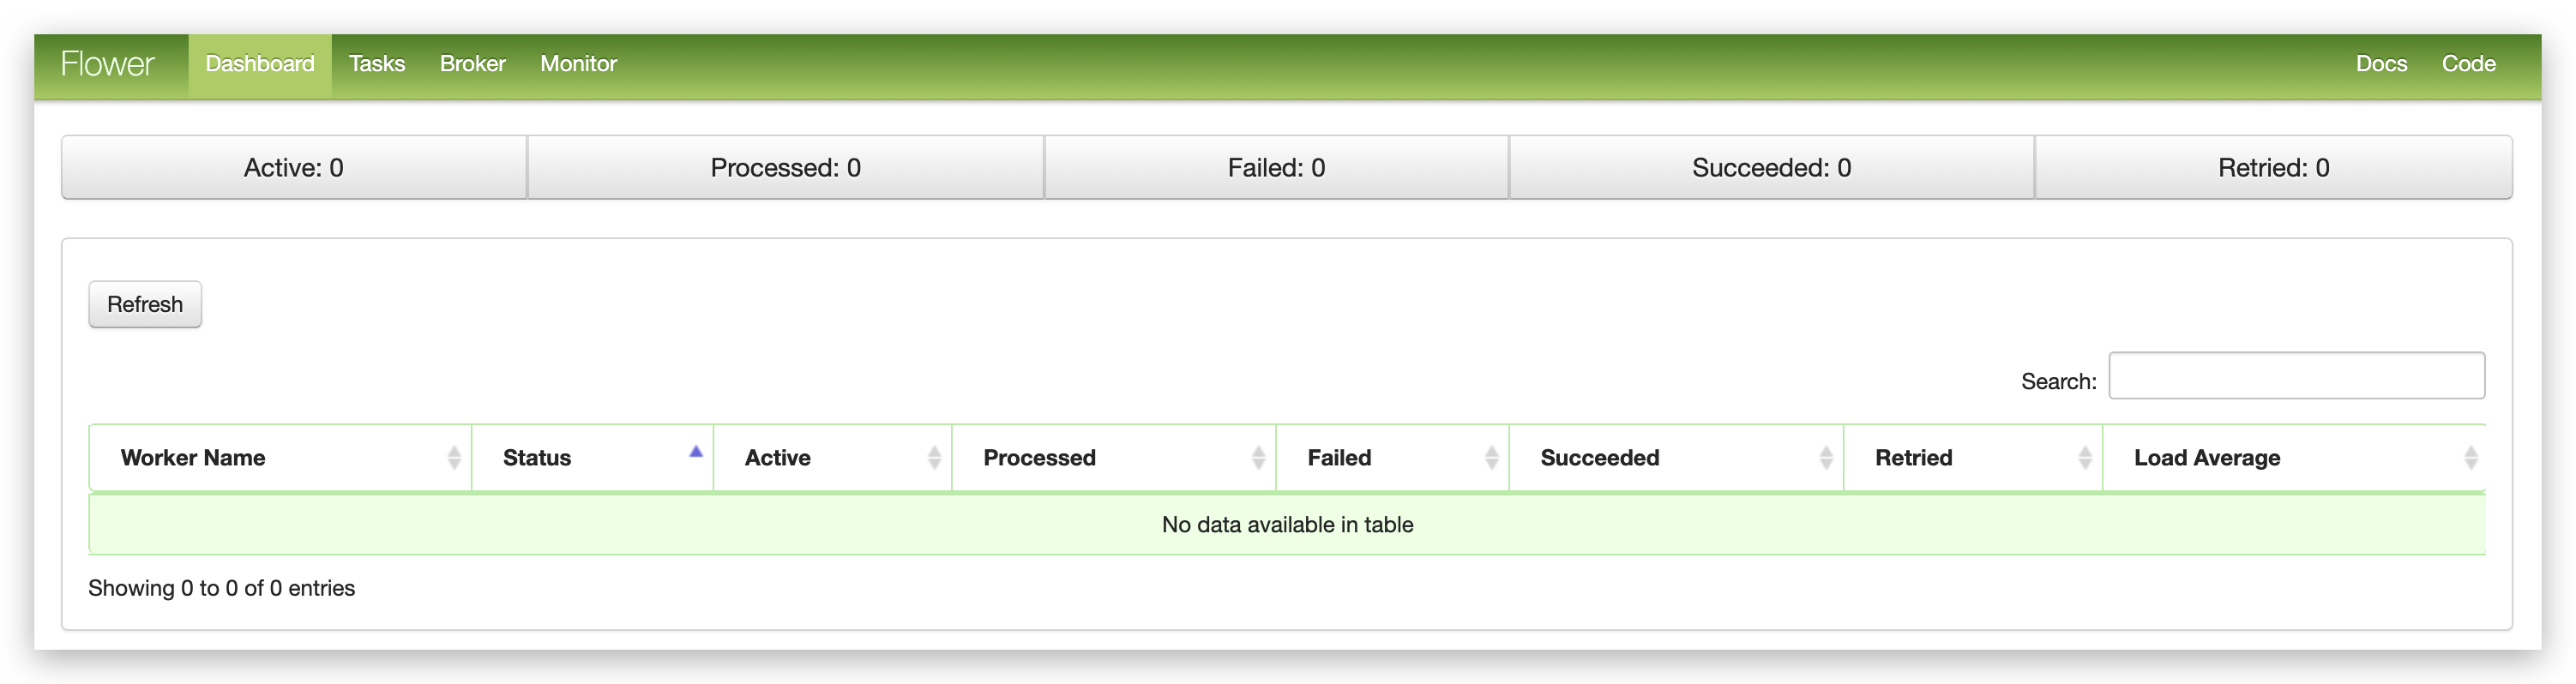 Flower Dashboard Tasks Broker Monitor Docs Code
Active: 0 Processed: 0 Failed: 0 Succeeded: 0 Retried: 0
Refresh
Search:
Worker Name Status Active Processed Failed Succeeded Retried Load Average
No data available in table
Showing 0 to 0 of 0 entries